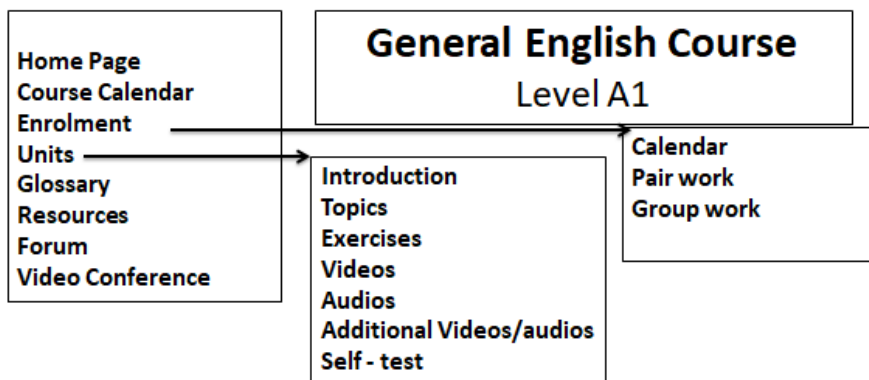 General English Course
Level A1
Home Page
Course Calendar
Enrolment
Units
Glossary
Resources
Forum
Video Conference
Introduction
Topics
Exercises
Videos
Audios
Additional Videos/audios
Self - test
Calendar
Pair work
Group work